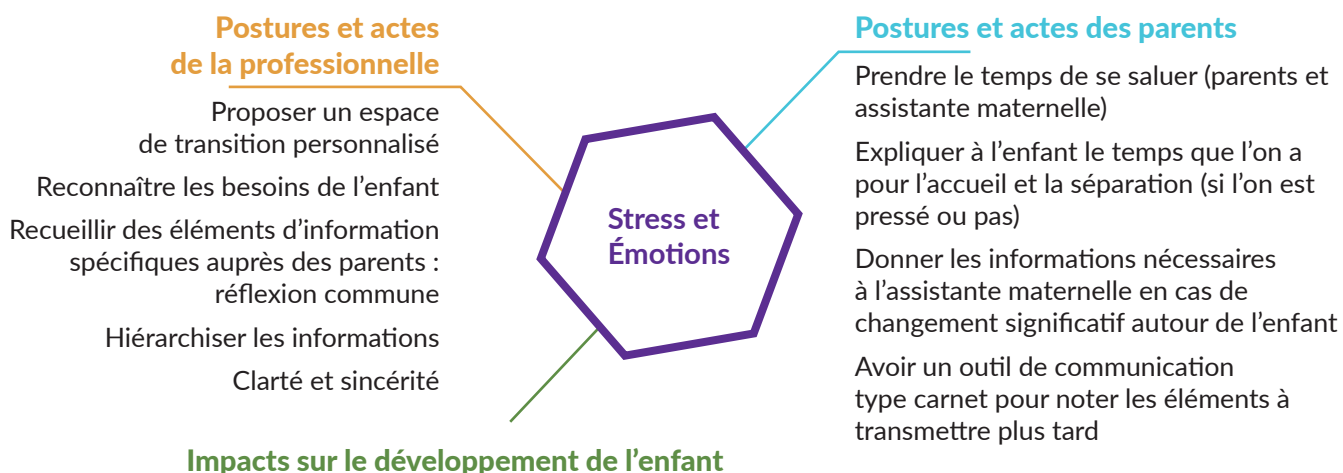 Postures et actes
de la professionnelle
Proposer un espace
de transition personnalisé
Reconnaître les besoins de l’enfant
Recueillir des éléments d’information
spécifiques auprès des parents :
réflexion commune
Hiérarchiser les informations
Clarté et sincérité
Stress et
Émotions
Postures et actes des parents
Prendre le temps de se saluer (parents et
assistante maternelle)
Expliquer à l’enfant le temps que l’on a
pour l’accueil et la séparation (si l’on est
pressé ou pas)
Donner les informations nécessaires
à l’assistante maternelle en cas de
changement significatif autour de l’enfant
Avoir un outil de communication
type carnet pour noter les éléments à
transmettre plus tard
Impacts sur le développement de l’enfant